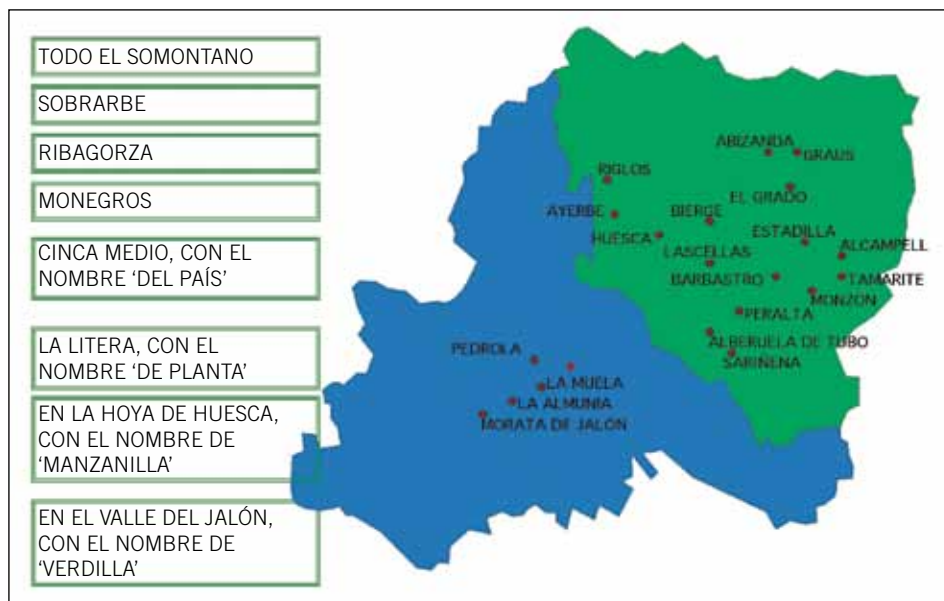 TODO EL SOMONTANO
SOBRARBE
RIBAGORZA
MONEGROS
CINCA MEDIO, CON EL
NOMBRE 'DEL PAÍS'
LA LITERA, CON EL
NOMBRE 'DE PLANTA'
EN LA HOYA DE HUESCA,
CON EL NOMBRE DE
'MANZANILLA'
EN EL VALLE DEL JALÓN,
CON EL NOMBRE DE
'VERDILLA'
ABIZANDA
GRAUS
RIGLOS
EL GRADO
AYERBE
BIERGE
HUESCA
ESTADILLA
LASCELLAS
ALCAMPELL
BARBASTRO
TAMARITE
MONZON
PERALTA
ALBERUELA DE TUBO
SARIÑENA
PEDROLA
LA MUELA
LA ALMUNIA
MORATA DE JALÓN